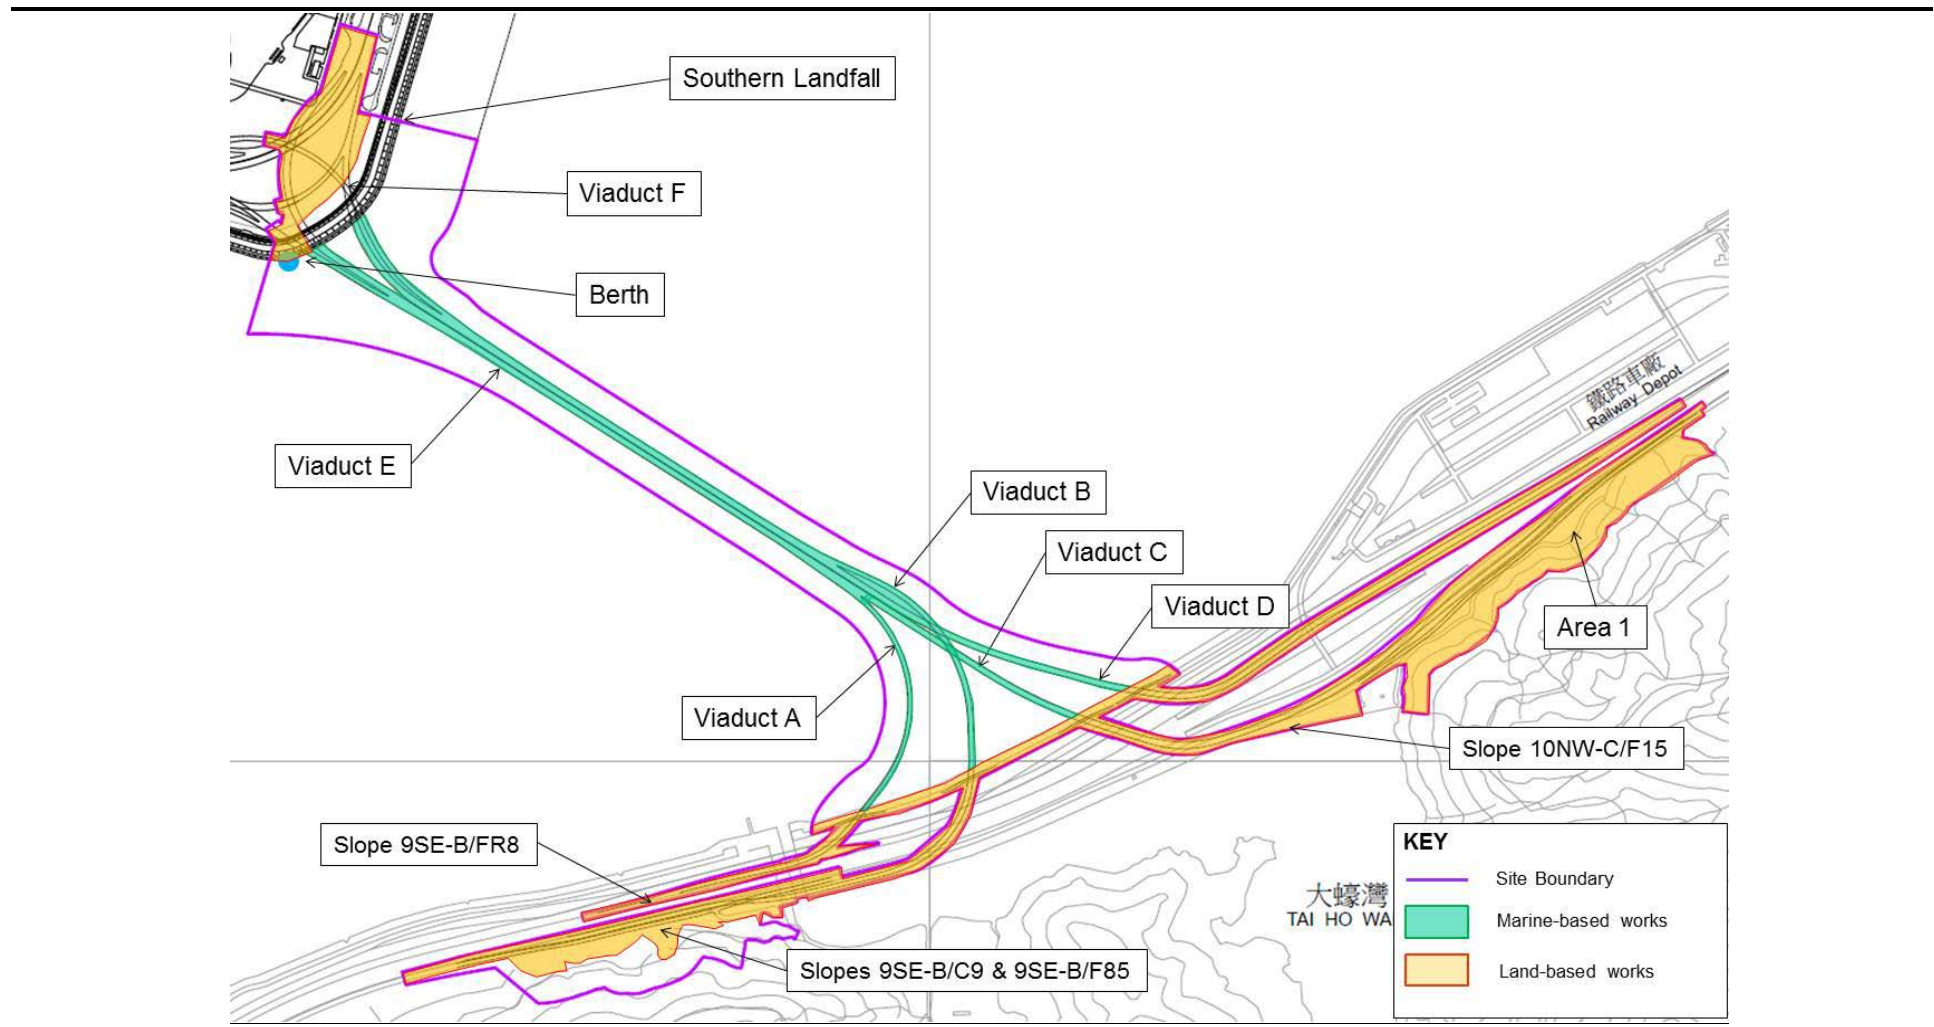 Southern Landfall
Viaduct F
Berth
Viaduct E
Viaduct B
Viaduct C
Viaduct D
Viaduct A
鐵路車廠
Railway Depot
Area 1
Slope 10NW-C/F15
Slope 9SE-B/FR8
Slopes 9SE-B/C9 & 9SE-B/F85
大蠔灣
TAI HO WA
KEY
Site Boundary
Marine-based works
Land-based works